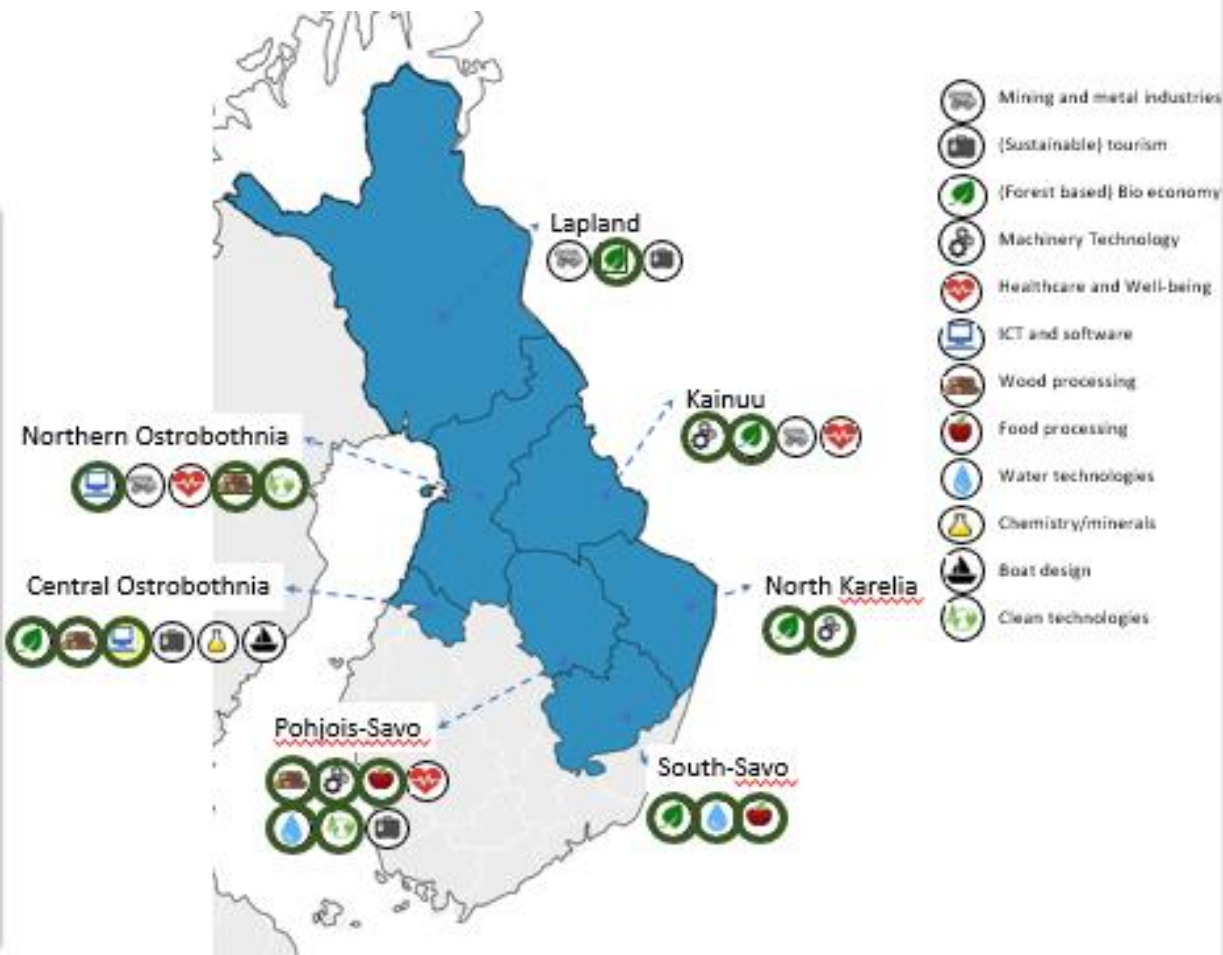 Lapland
Kainuu
Northern Ostrobothnia
Central Ostrobothnia
North Karelia
Pohjois-Savo
South-Savo
Mining and metal industries
(Sustainable) tourism
(Forest based) Bio economy
Machinery Technology
Healthcare and Well-being
ICT and software
Wood processing
Food processing
Water technologies
Chemistry/minerals
Boat design
Clean technologies